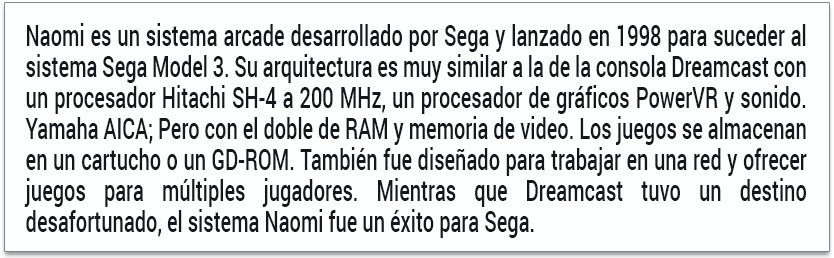 Naomi es un sistema arcade desarrollado por Sega y lanzado en 1998 para suceder al
sistema Sega Model 3. Su arquitectura es muy similar a la de la consola Dreamcast con
un procesador Hitachi SH-4 a 200 MHz, un procesador de gráficos PowerVR y sonido.
Yamaha AICA; Pero con el doble de RAM y memoria de video. Los juegos se almacenan
en un cartucho o un GD-ROM. También fue diseñado para trabajar en una red y ofrecer
juegos para múltiples jugadores. Mientras que Dreamcast tuvo un destino
desafortunado, el sistema Naomi fue un éxito para Sega.